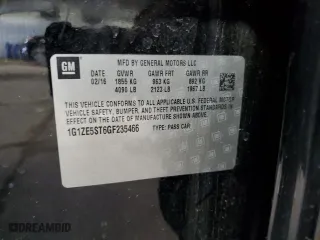 GM
MFD BY GENERAL MOTORS LLC
DATE GVWR GAWR FRT GAWR RR
02/16 1855 KG 963 KG 892 KG
4090 LB 2123 LB 1967 LB
THIS VEHICLE CONFORMS TO ALL APPLICABLE U.S. FEDERAL MOTOR VEHICLE SAFETY, BUMPER, AND THEFT PREVENTION STANDARDS IN EFFECT ON THE DATE OF MANUFACTURE SHOWN ABOVE.
1G1ZE5ST6GF235466 TYPE: PASS CAR